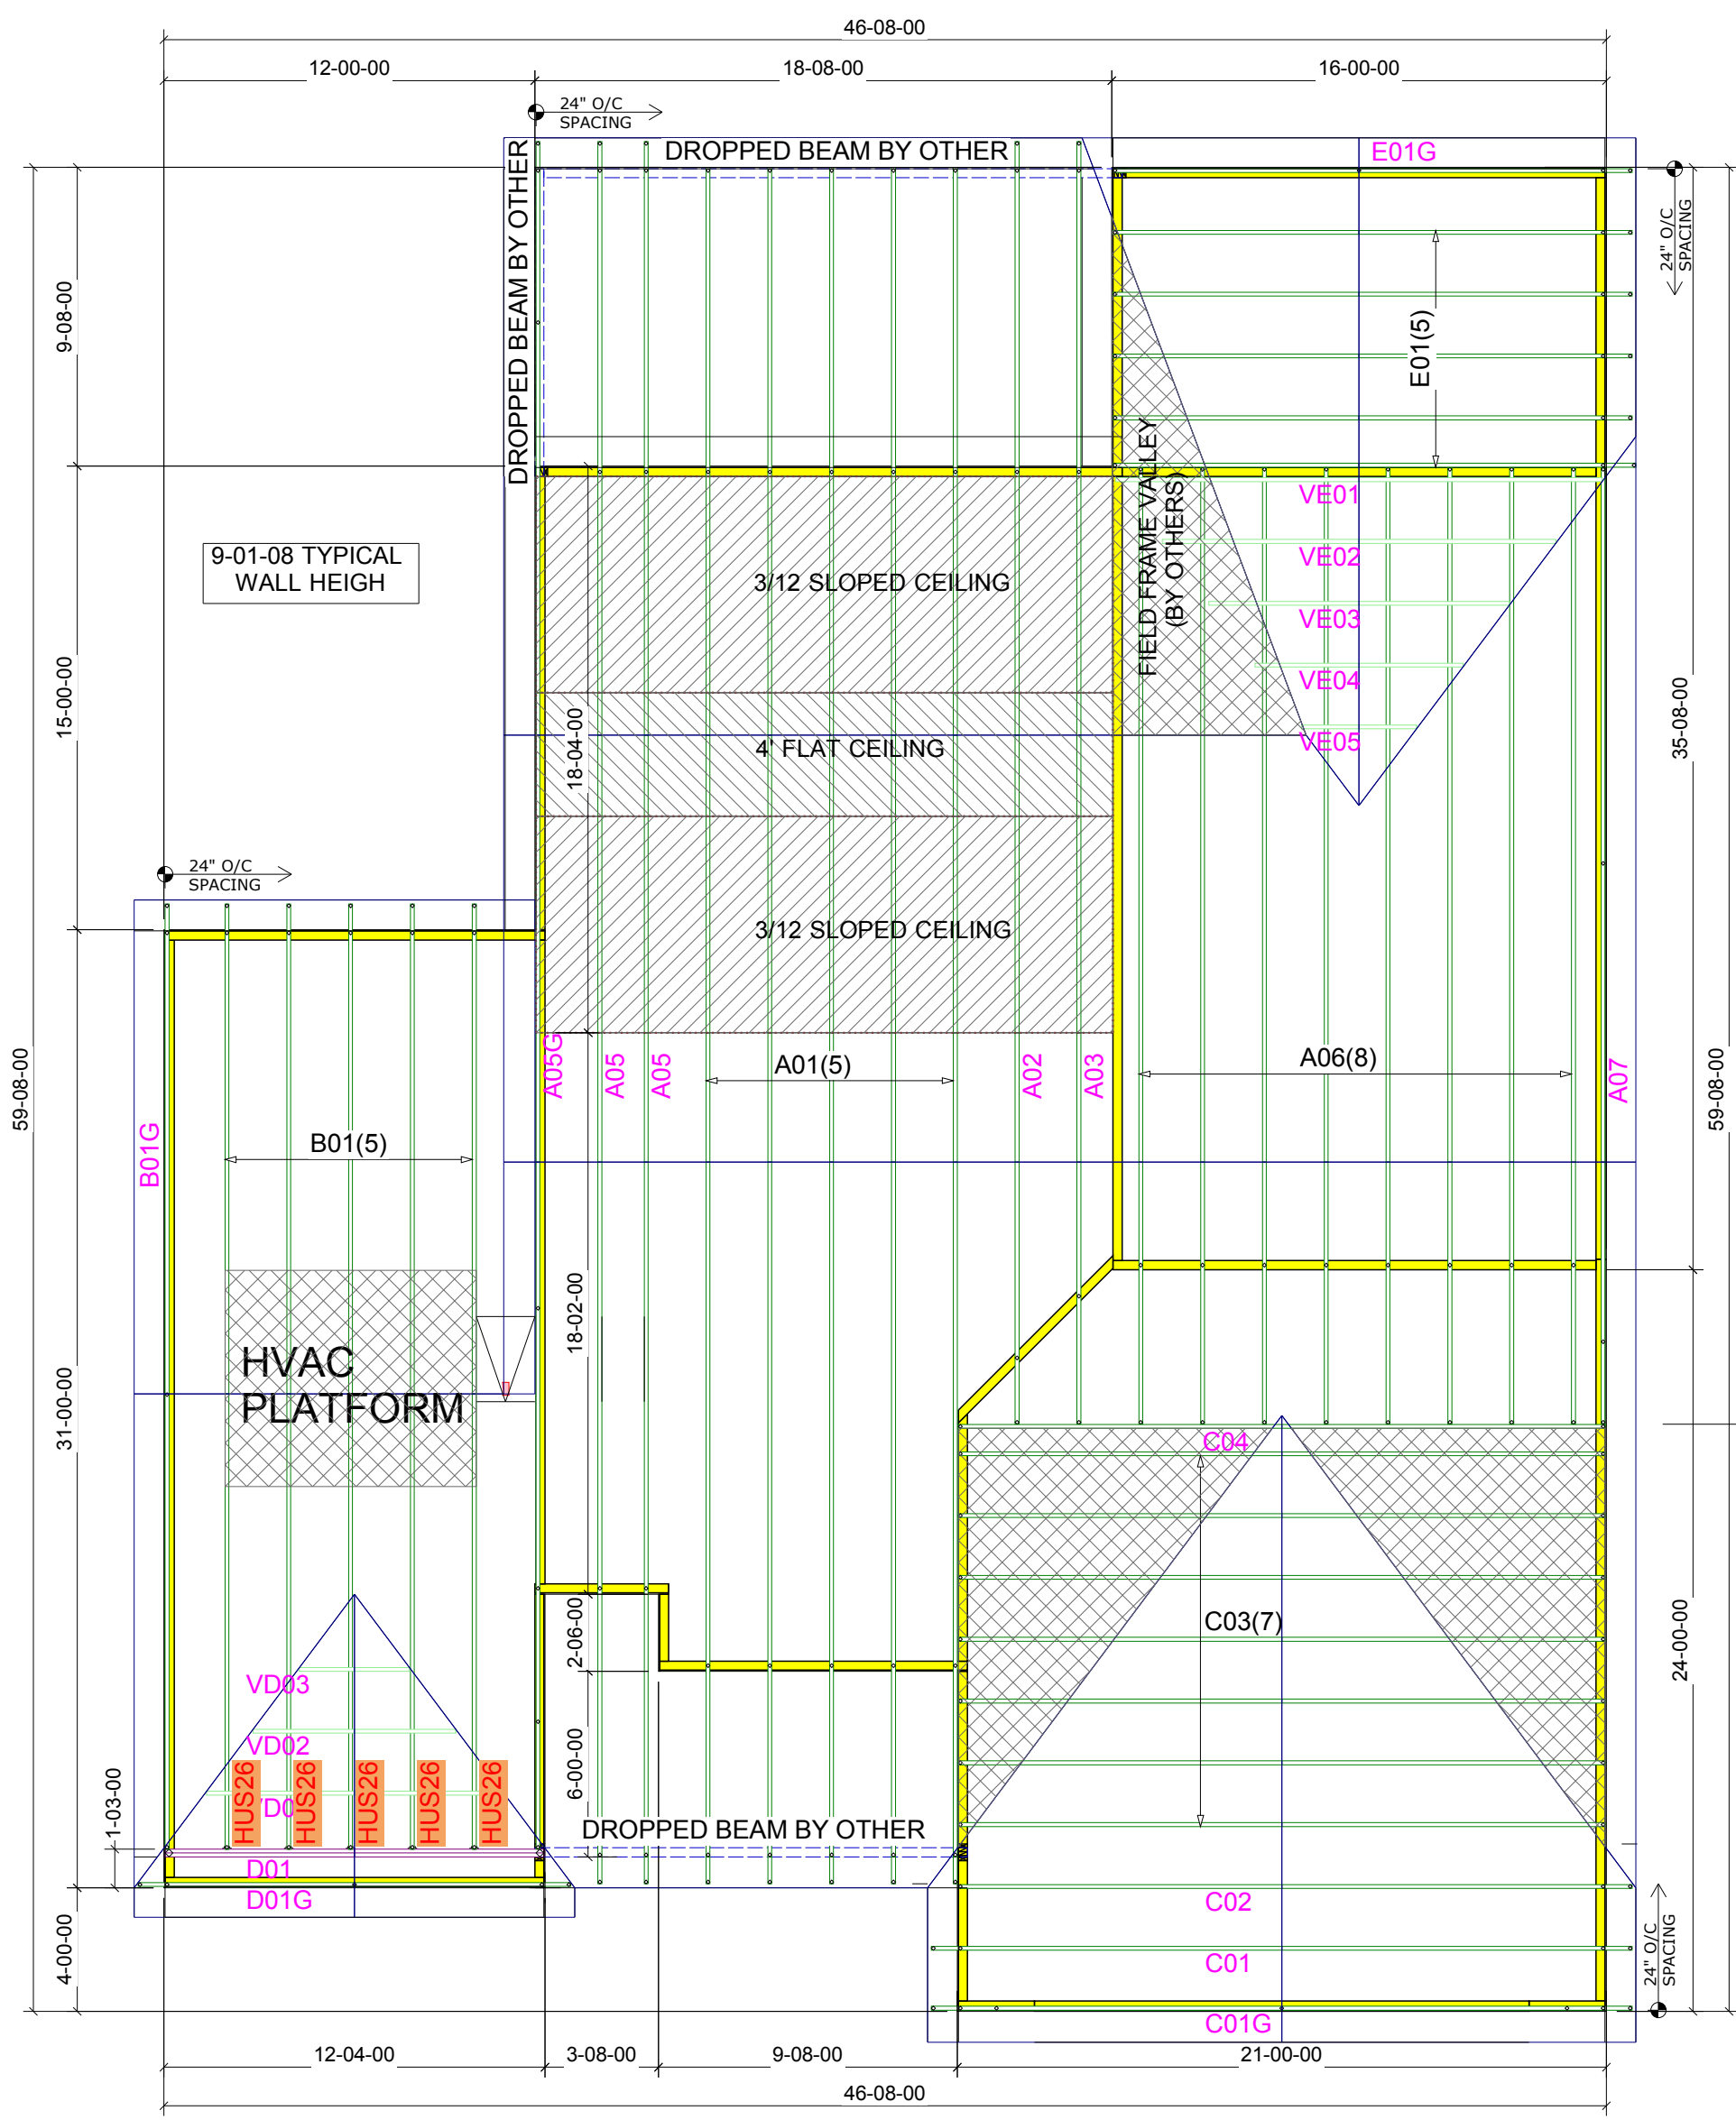 46-08-00
12-00-00
18-08-00
16-00-00
24" O/C
SPACING
DROPPED BEAM BY OTHER
DROPPED BEAM BY OTHER
E01G
24" O/C
SPACING
9-08-00
E01(5)
FIELD FRAME VALLEY
(BY OTHERS)
VE01
VE02
VE03
VE04
VE05
9-01-08 TYPICAL
WALL HEIGH
3/12 SLOPED CEILING
4' FLAT CEILING
3/12 SLOPED CEILING
15-00-00
18-04-00
35-08-00
24" O/C
SPACING
59-08-00
59-08-00
A05G
A05
A05
A01(5)
A02
A03
A06(8)
A07
B01G
B01(5)
HVAC
PLATFORM
31-00-00
18-02-00
C04
C03(7)
24-00-00
2-06-00
6-00-00
1-03-00
VD03
VD02
VD0
HUS26
HUS26
HUS26
HUS26
HUS26
DROPPED BEAM BY OTHER
D01
D01G
4-00-00
C02
C01
C01G
24" O/C
SPACING
12-04-00
3-08-00
9-08-00
21-00-00
46-08-00